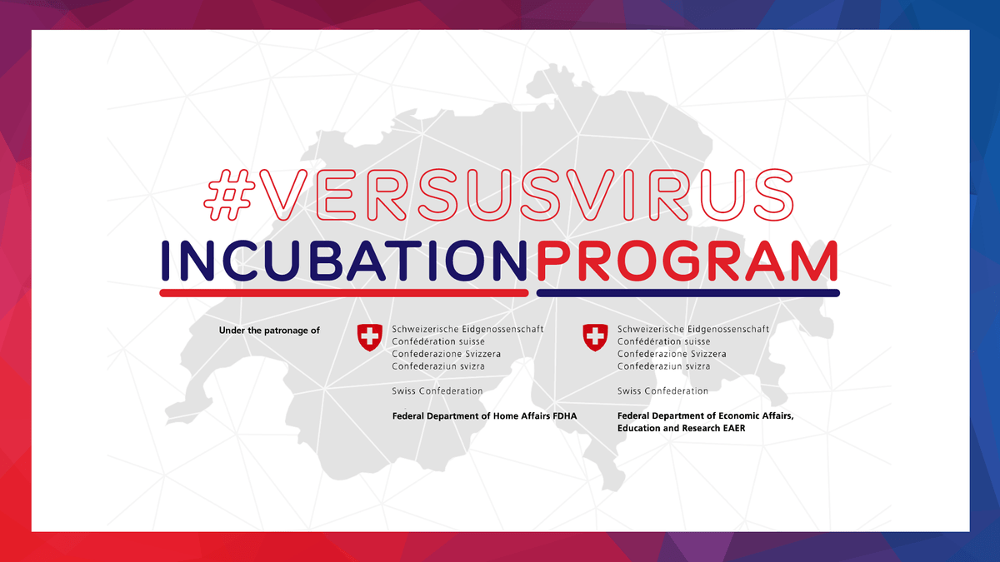 #VERSUSVIRUS
INCUBATIONPROGRAM
Under the patronage of
Schweizerische Eidgenossenschaft
Confédération suisse
Confederazione Svizzera
Confederaziun svizra
Swiss Confederation
Federal Department of Home Affairs FDHA
Schweizerische Eidgenossenschaft
Confédération suisse
Confederazione Svizzera
Confederaziun svizra
Swiss Confederation
Federal Department of Economic Affairs,
Education and Research EAER